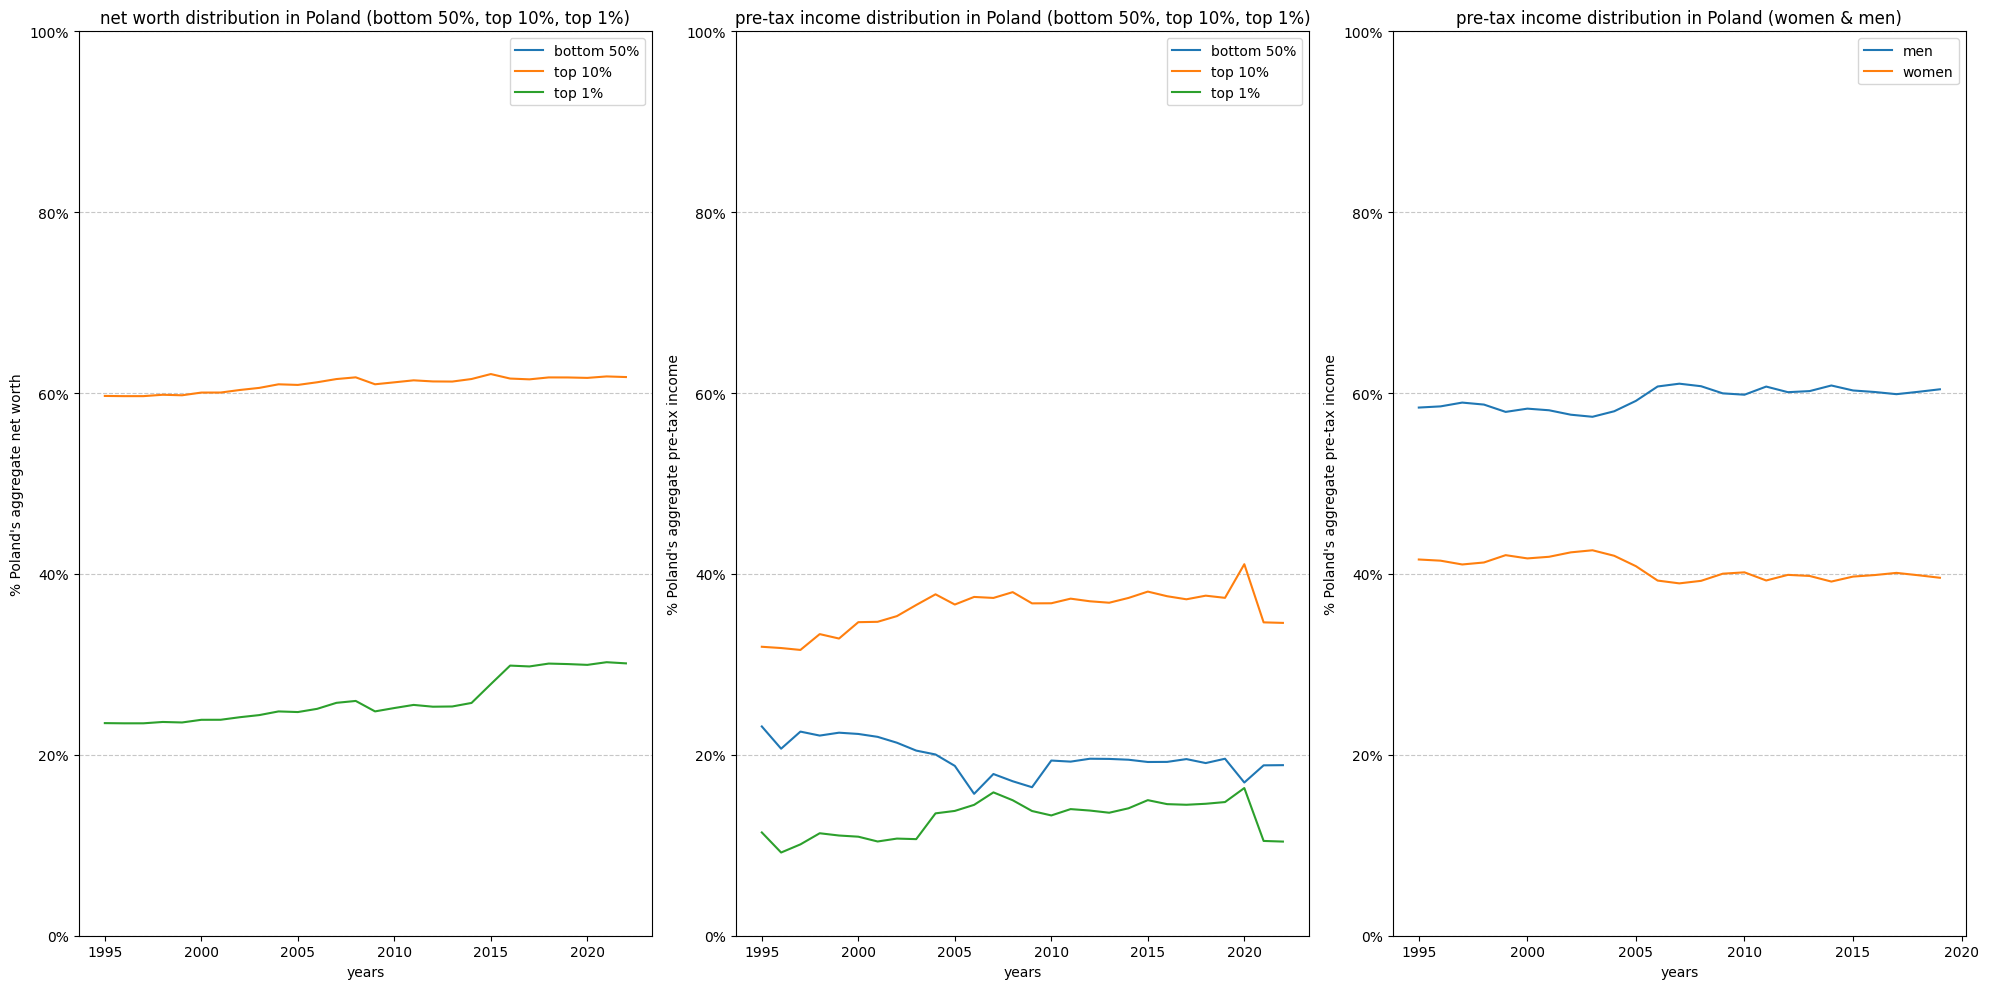 net worth distribution in Poland (bottom 50%, top 10%, top 1%)
100%
80%
60%
40%
20%
0%
% Poland's aggregate net worth
1995 2000 2005 2010 2015 2020
years
bottom 50%
top 10%
top 1%
pre-tax income distribution in Poland (bottom 50%, top 10%, top 1%)
100%
80%
60%
40%
20%
0%
% Poland's aggregate pre-tax income
1995 2000 2005 2010 2015 2020
years
bottom 50%
top 10%
top 1%
pre-tax income distribution in Poland (women & men)
100%
80%
60%
40%
20%
0%
% Poland's aggregate pre-tax income
1995 2000 2005 2010 2015 2020
years
men
women